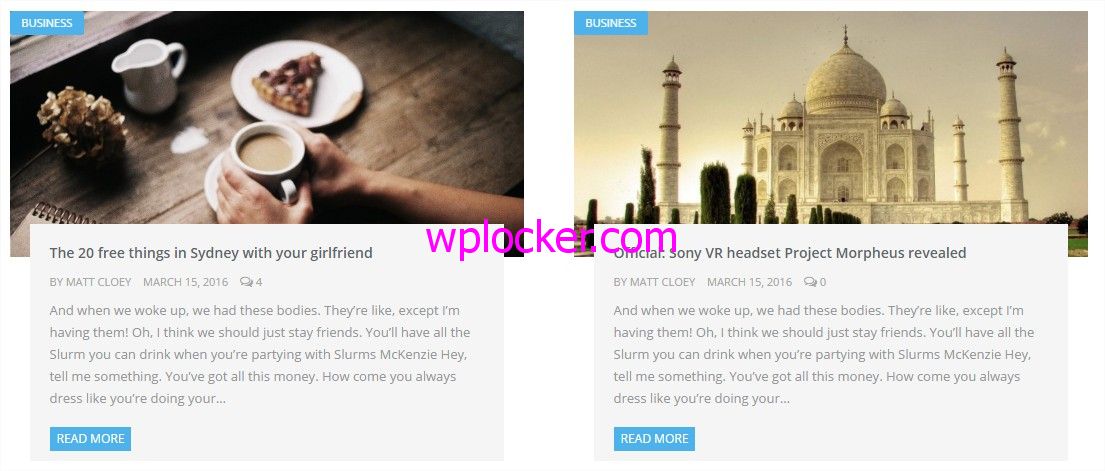 BUSINESS
The 20 free things in Sydney with your girlfriend
BY MATT CLOEY MARCH 15, 2016 4
And when we woke up, we had these bodies. They’re like, except I’m
having them! Oh, I think we should just stay friends. You’ll have all the
Slurm you can drink when you’re partying with Slurms McKenzie Hey,
tell me something. You’ve got all this money. How come you always
dress like you’re doing your...
READ MORE
wplocker.com
BUSINESS
Official: Sony VR headset Project Morpheus revealed
BY MATT CLOEY MARCH 15, 2016 0
And when we woke up, we had these bodies. They’re like, except I’m
having them! Oh, I think we should just stay friends. You’ll have all the
Slurm you can drink when you’re partying with Slurms McKenzie Hey,
tell me something. You’ve got all this money. How come you always
dress like you’re doing your...
READ MORE